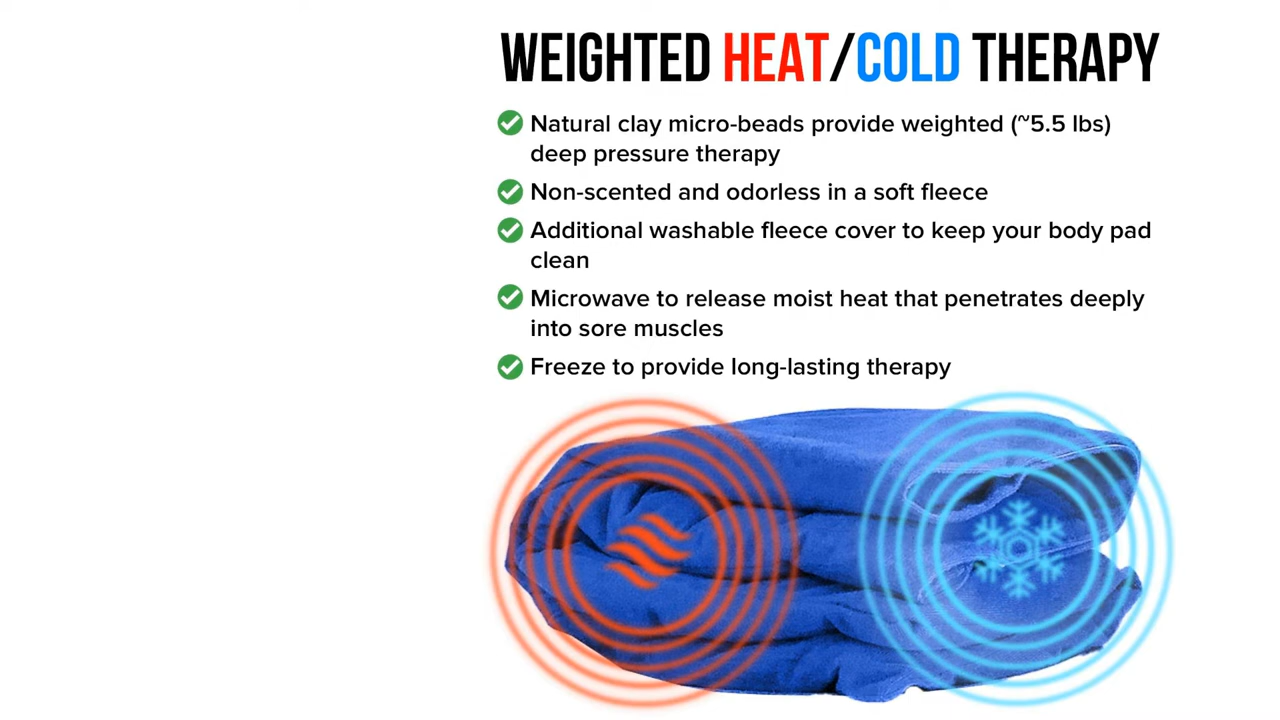 WEIGHTED HEAT/COLD THERAPY
Natural clay micro-beads provide weighted (~5.5 lbs)
deep pressure therapy
Non-scented and odorless in a soft fleece
Additional washable fleece cover to keep your body pad
clean
Microwave to release moist heat that penetrates deeply
into sore muscles
Freeze to provide long-lasting therapy